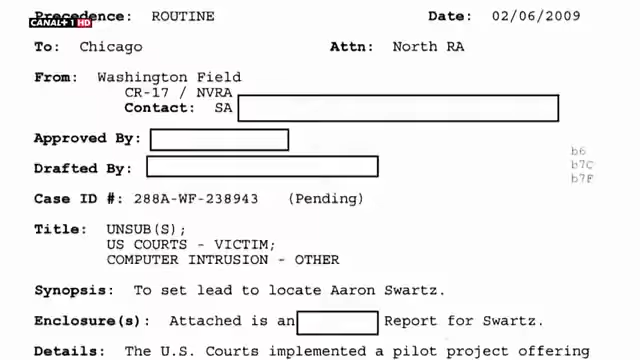 Precedence: ROUTINE Date: 02/06/2009
CANAL+1 HD
To: Chicago Attn: North RA
From: Washington Field
CR-17 / NVRA
Contact: SA
Approved By:
b6
b7C
Drafted By:
b7F
Case ID #: 288A-WF-238943 (Pending)
Title: UNSUB(S);
US COURTS - VICTIM;
COMPUTER INTRUSION - OTHER
Synopsis: To set lead to locate Aaron Swartz.
Enclosure(s): Attached is an Report for Swartz.
Details: The U.S. Courts implemented a pilot project offering